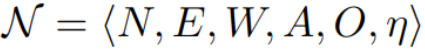 𝒩 = ⟨N, E, W, A, O, η⟩